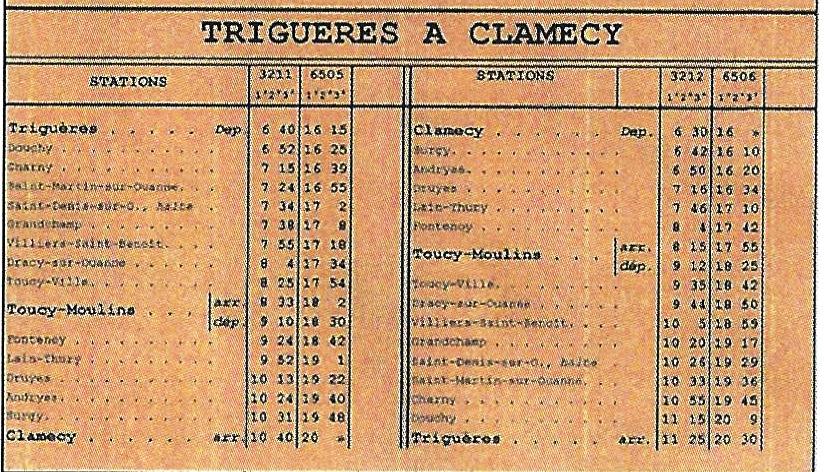 TRIGUERES A CLAMECY
STATIONS 3211 6505
1°2°3° 1°2°3°
Triguères . . . . . Dep. 6 40 16 15
Douchy . . . . . 6 52 16 25
Charny . . . . . 7 15 16 39
Saint-Martin-sur-Ouanne. . . 7 24 16 55
Saint-Denis-sur-O., Halte . 7 34 17 2
Grandchamp . . . . . 7 38 17 8
Villiers-Saint-Benoit. . . . 7 55 17 18
Dracy-sur-Ouanne . . . . . 8 4 17 34
Toucy-Ville. . . . . 8 25 17 54
Toucy-Moulins . . . arr. 8 33 18 2
dép. 9 10 18 30
Fontenoy . . . . . 9 24 18 42
Lain-Thury . . . . . 9 52 19 1
Druyes . . . . . 10 13 19 22
Andryes. . . . . 10 24 19 40
Surgy. . . . . 10 31 19 48
Clamecy . . . . . arr. 10 40 20 »
STATIONS 3212 6506
1°2°3° 1°2°3°
Clamecy . . . . . Dep. 6 30 16 »
Surgy. . . . . 6 42 16 10
Andryes. . . . . 6 50 16 20
Druyes . . . . . 7 16 16 34
Lain-Thury . . . . . 7 46 17 10
Fontenoy . . . . . 8 4 17 42
Toucy-Moulins . . . arr. 8 15 17 55
dép. 9 12 18 25
Toucy-Ville. . . . . 9 35 18 42
Dracy-sur-Ouanne . . . . . 9 44 18 50
Villiers-Saint-Benoit. . . . 10 5 18 59
Grandchamp . . . . . 10 20 19 17
Saint-Denis-sur-O., Halte . 10 26 19 29
Saint-Martin-sur-Ouanne. . . 10 33 19 36
Charny . . . . . 10 55 19 45
Douchy . . . . . 11 15 20 9
Triguères . . . . . arr. 11 25 20 30